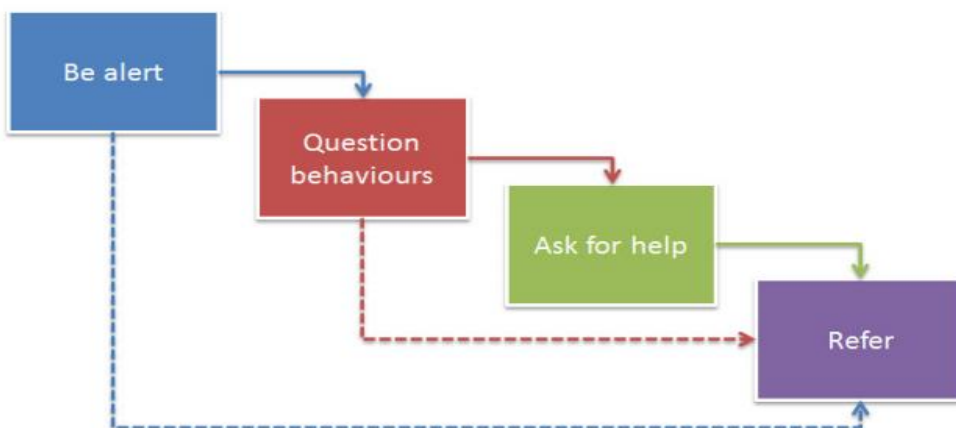 Be alert
Question
behaviours
Ask for help
Refer